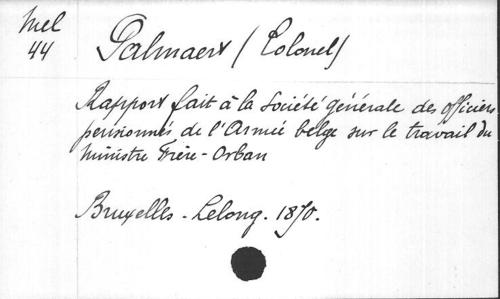 Mel
44
Palmaert (Colonel)
Rapport fait à la Société générale des officiers
pensionnés de l'Armée belge sur le travail du
Ministre Frère-Orban
Bruxelles - Lelong. 1870.